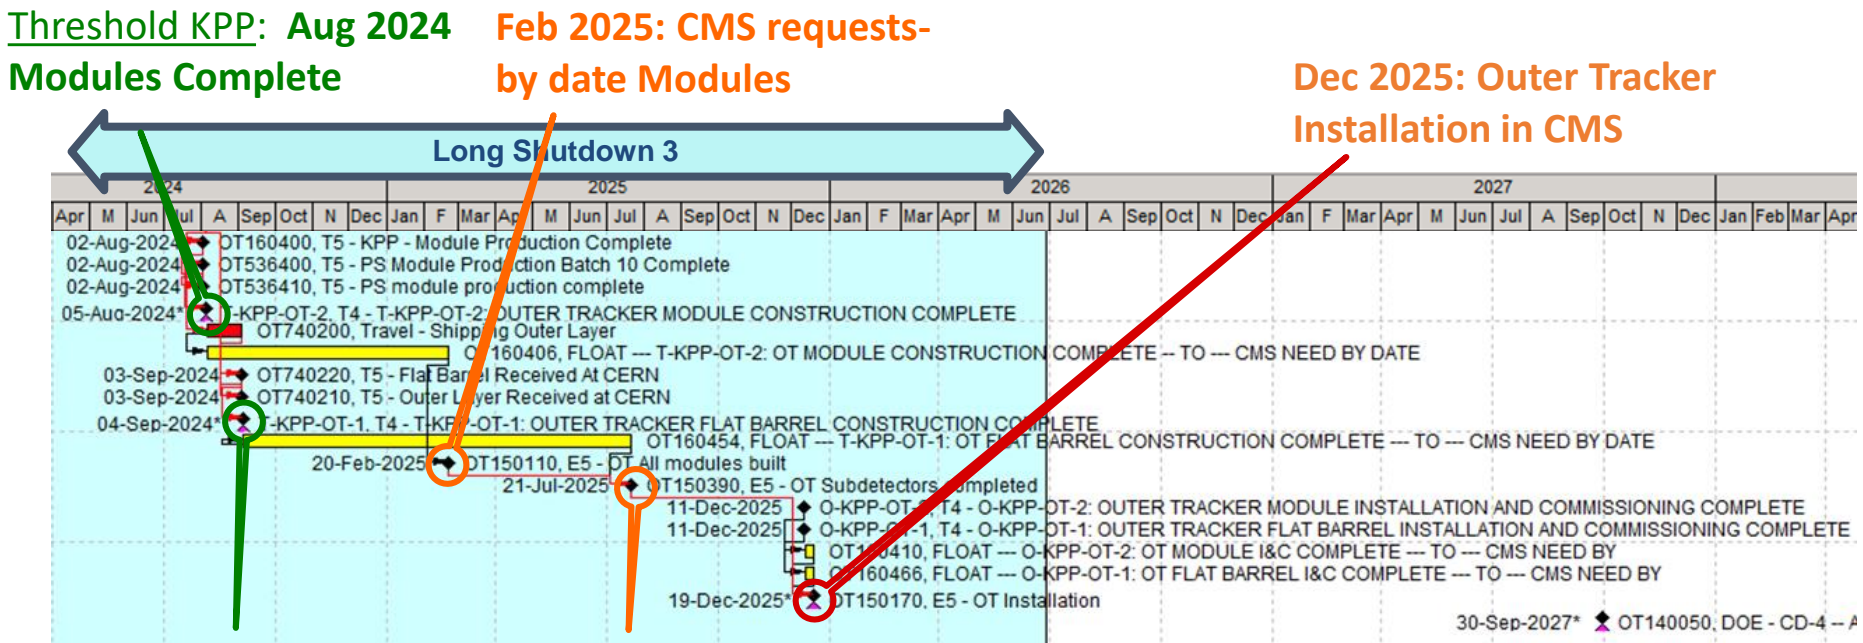 Threshold KPP: Aug 2024
Modules Complete
Feb 2025: CMS requests-
by date Modules
Dec 2025: Outer Tracker
Installation in CMS
Long Shutdown 3
2024 2025 2026 2027
Apr M Jun Jul A Sep Oct N Dec Jan F Mar Apr M Jun Jul A Sep Oct N Dec Jan F Mar Apr M Jun Jul A Sep Oct N Dec Jan F Mar Apr M Jun Jul A Sep Oct N Dec Jan Feb Mar Apr
02-Aug-2024 OT160400, T5 - KPP - Module Production Complete
02-Aug-2024 OT536400, T5 - PS Module Production Batch 10 Complete
02-Aug-2024 OT536410, T5 - PS module production complete
05-Aug-2024* T-KPP-OT-2, T4 - T-KPP-OT-2: OUTER TRACKER MODULE CONSTRUCTION COMPLETE
OT740200, Travel - Shipping Outer Layer
OT160406, FLOAT --- T-KPP-OT-2: OT MODULE CONSTRUCTION COMPLETE -- TO --- CMS NEED BY DATE
03-Sep-2024 OT740220, T5 - Flat Barrel Received At CERN
03-Sep-2024 OT740210, T5 - Outer Layer Received at CERN
04-Sep-2024* T-KPP-OT-1, T4 - T-KPP-OT-1: OUTER TRACKER FLAT BARREL CONSTRUCTION COMPLETE
OT160454, FLOAT --- T-KPP-OT-1: OT FLAT BARREL CONSTRUCTION COMPLETE --- TO --- CMS NEED BY DATE
20-Feb-2025 OT150110, E5 - OT All modules built
21-Jul-2025 OT150390, E5 - OT Subdetectors completed
11-Dec-2025 O-KPP-OT-2, T4 - O-KPP-OT-2: OUTER TRACKER MODULE INSTALLATION AND COMMISSIONING COMPLETE
11-Dec-2025 O-KPP-OT-1, T4 - O-KPP-OT-1: OUTER TRACKER FLAT BARREL INSTALLATION AND COMMISSIONING COMPLETE
OT160410, FLOAT --- O-KPP-OT-2: OT MODULE I&C COMPLETE --- TO --- CMS NEED BY
OT160466, FLOAT --- O-KPP-OT-1: OT FLAT BARREL I&C COMPLETE --- TO --- CMS NEED BY
19-Dec-2025* OT150170, E5 - OT Installation
30-Sep-2027* OT140050, DOE - CD-4 -- A